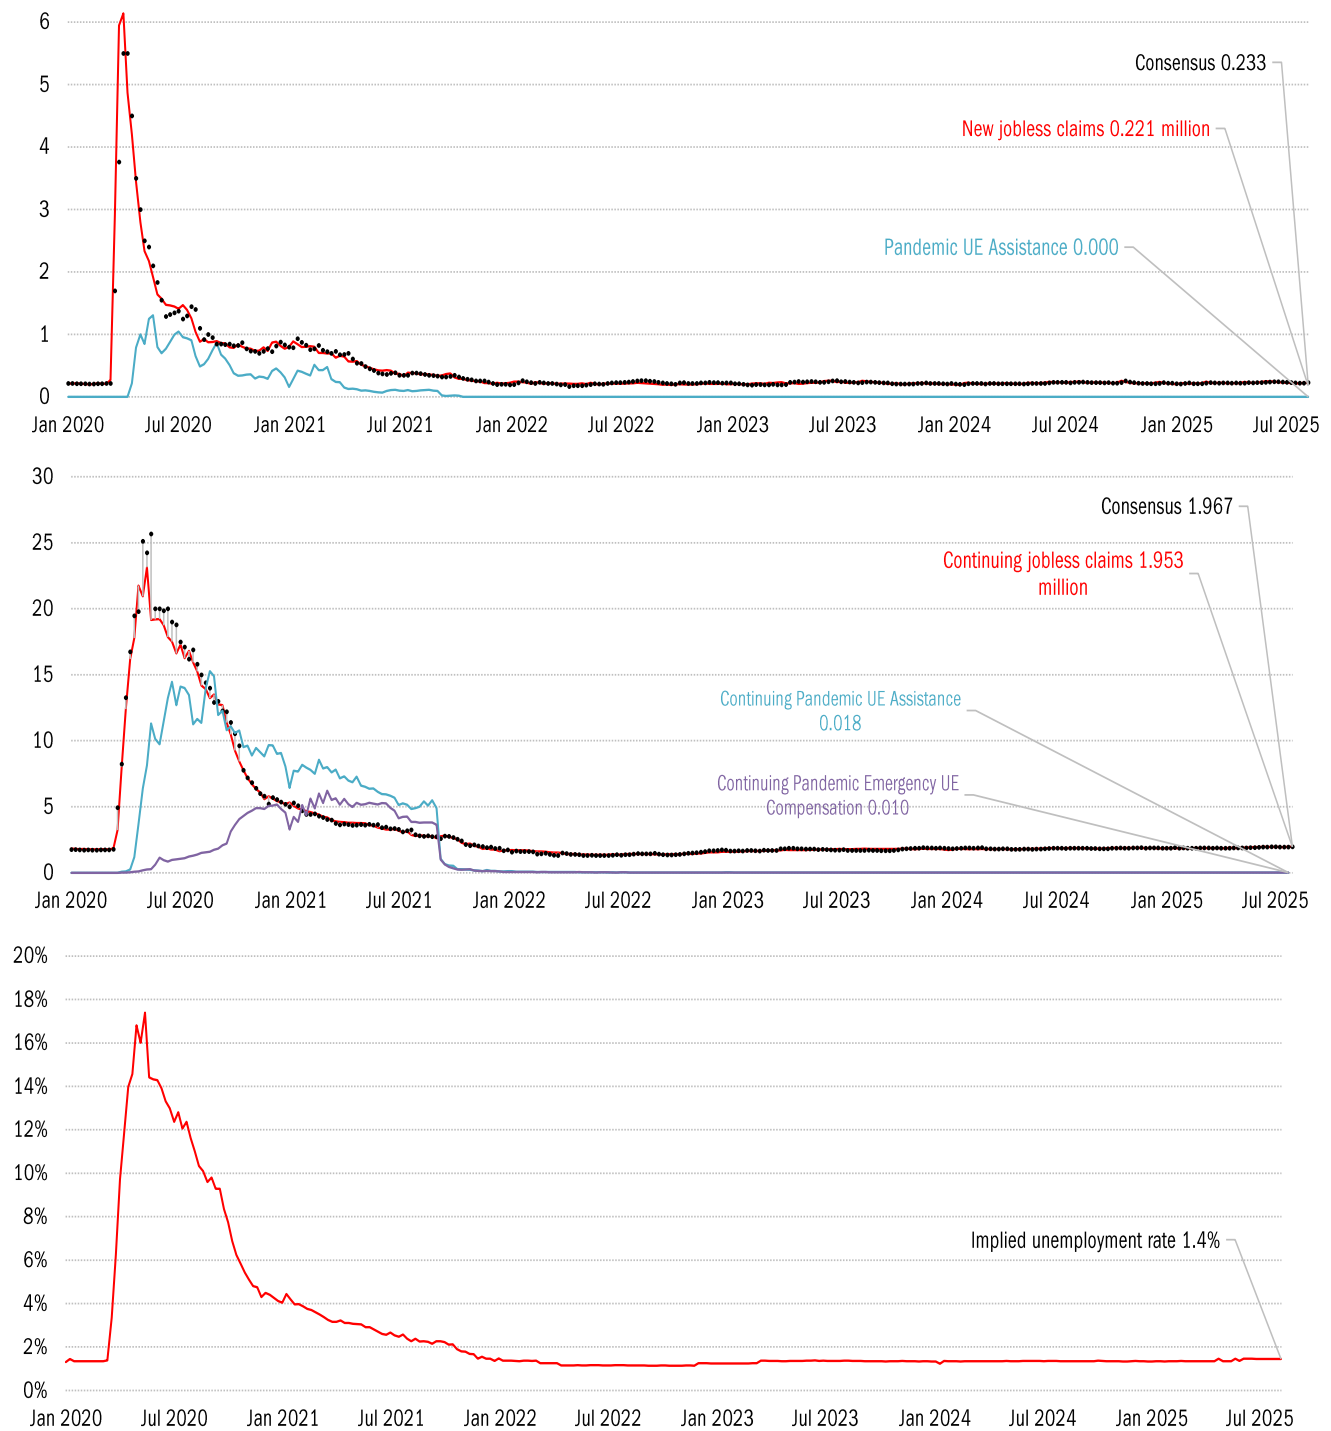 6
Consensus 0.233
5
New jobless claims 0.221 million
4
3
Pandemic UE Assistance 0.000
2
1
0
Jan 2020 Jul 2020 Jan 2021 Jul 2021 Jan 2022 Jul 2022 Jan 2023 Jul 2023 Jan 2024 Jul 2024 Jan 2025 Jul 2025
30
Consensus 1.967
25
Continuing jobless claims 1.953
million
20
15
Continuing Pandemic UE Assistance
0.018
10
Continuing Pandemic Emergency UE
Compensation 0.010
5
0
Jan 2020 Jul 2020 Jan 2021 Jul 2021 Jan 2022 Jul 2022 Jan 2023 Jul 2023 Jan 2024 Jul 2024 Jan 2025 Jul 2025
20%
18%
16%
14%
12%
10%
8%
Implied unemployment rate 1.4%
6%
4%
2%
0%
Jan 2020 Jul 2020 Jan 2021 Jul 2021 Jan 2022 Jul 2022 Jan 2023 Jul 2023 Jan 2024 Jul 2024 Jan 2025 Jul 2025